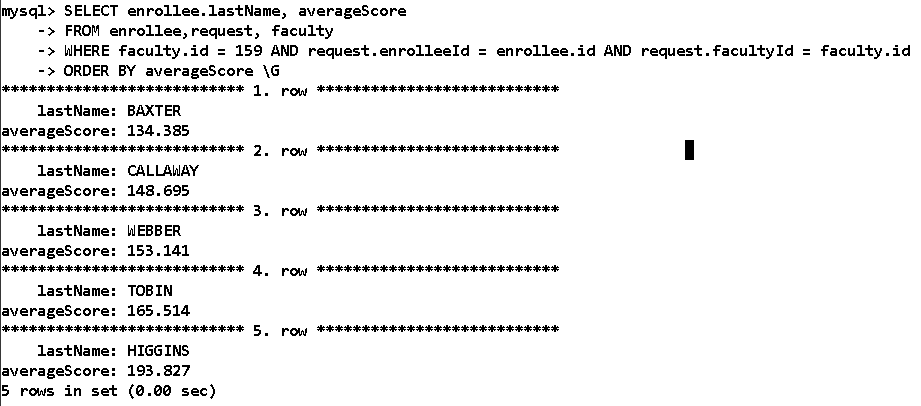 mysql> SELECT enrollee.lastName, averageScore
    -> FROM enrollee,request, faculty
    -> WHERE faculty.id = 159 AND request.enrolleeId = enrollee.id AND request.facultyId = faculty.id
    -> ORDER BY averageScore \G
*************************** 1. row ***************************
    lastName: BAXTER
averageScore: 134.385
*************************** 2. row ***************************
    lastName: CALLAWAY
averageScore: 148.695
*************************** 3. row ***************************
    lastName: WEBBER
averageScore: 153.141
*************************** 4. row ***************************
    lastName: TOBIN
averageScore: 165.514
*************************** 5. row ***************************
    lastName: HIGGINS
averageScore: 193.827
5 rows in set (0.00 sec)